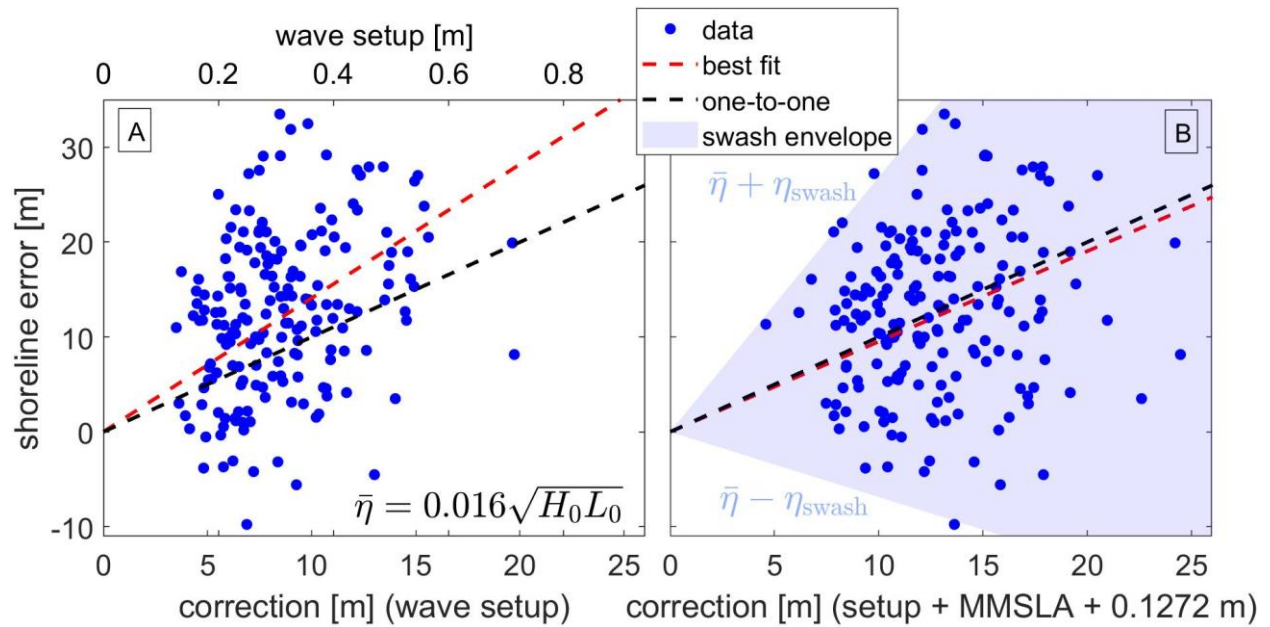 wave setup [m]
0 0.2 0.4 0.6 0.8
data
best fit
one-to-one
swash envelope
A
B
30
20
10
0
-10
shoreline error [m]
η̄ + η_swash
η̄ − η_swash
η̄ = 0.016√H₀L₀
0 5 10 15 20 25
0 5 10 15 20 25
correction [m] (wave setup)
correction [m] (setup + MMSLA + 0.1272 m)